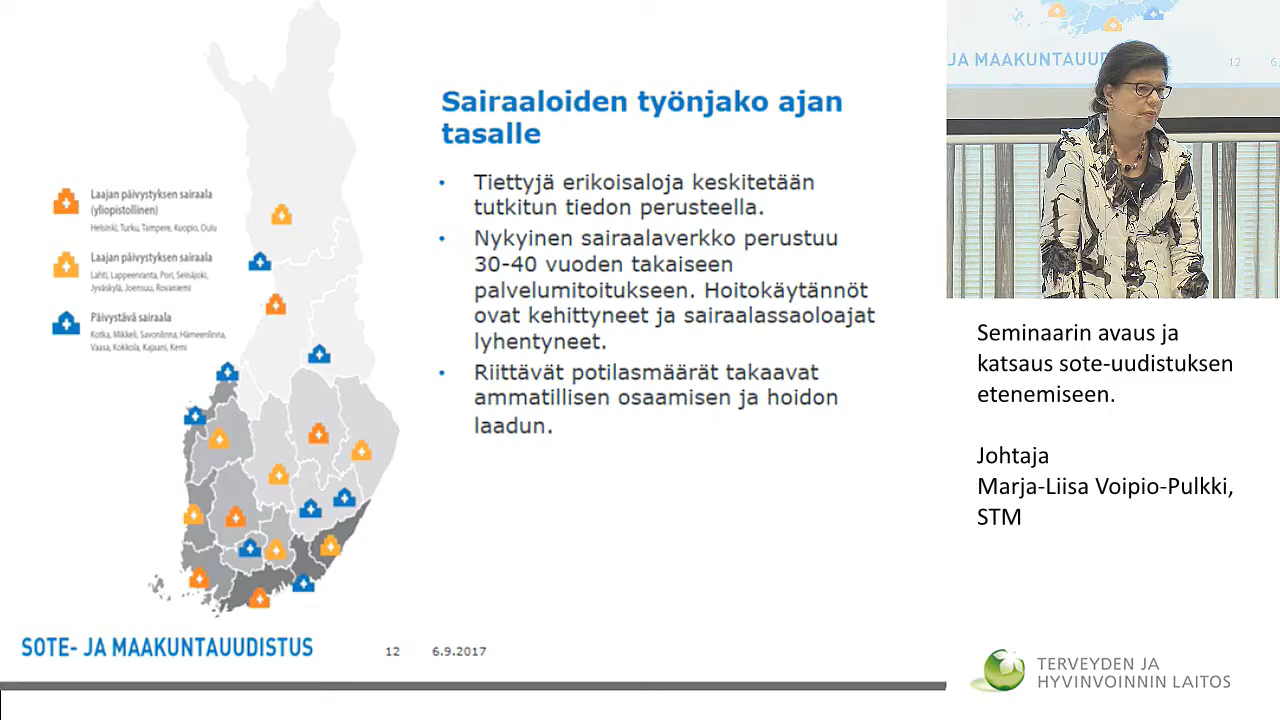 Sairaaloiden työnjako ajan
tasalle
• Tiettyjä erikoisaloja keskitetään
tutkitun tiedon perusteella.
• Nykyinen sairaalaverkko perustuu
30-40 vuoden takaiseen
palvelumitoitukseen. Hoitokäytännöt
ovat kehittyneet ja sairaalassaoloajat
lyhentyneet.
• Riittävät potilasmäärät takaavat
ammatillisen osaamisen ja hoidon
laadun.
Laajan päivystyksen sairaala
(yliopistollinen)
Helsinki, Turku, Tampere, Kuopio, Oulu
Laajan päivystyksen sairaala
Lahti, Lappeenranta, Pori, Seinäjoki,
Jyväskylä, Joensuu, Rovaniemi
Päivystävä sairaala
Kotka, Mikkeli, Savonlinna, Hämeenlinna,
Vaasa, Kokkola, Kajaani, Kemi
SOTE- JA MAAKUNTAUUDISTUS
12 6.9.2017
JA MAAKUNTAUU
12 6.
Seminaarin avaus ja
katsaus sote-uudistuksen
etenemiseen.
Johtaja
Marja-Liisa Voipio-Pulkki,
STM
TERVEYDEN JA
HYVINVOINNIN LAITOS